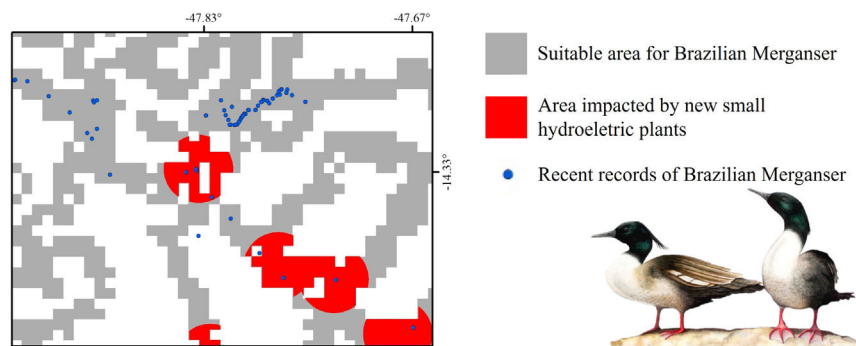 -47.83
-47.67
Suitable area for Brazilian Merganser
Area impacted by new small
hydroeletric plants
-14.33
Recent records of Brazilian Merganser